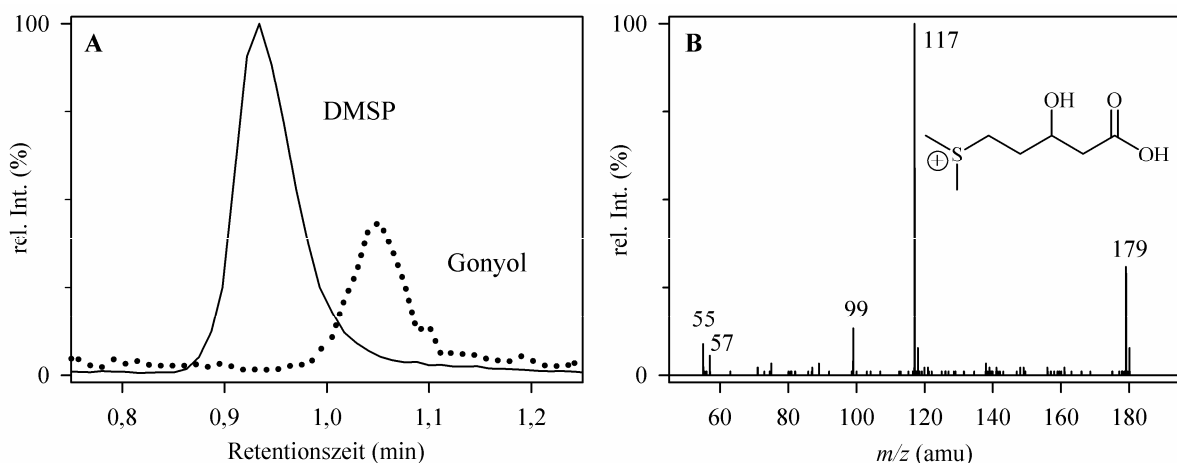 A
100
rel. Int. (%)
0
DMSP
Gonyol
0,8
0,9
1,0
1,1
1,2
Retentionszeit (min)
B
100
rel. Int. (%)
0
117
OH
O
S
+
OH
179
99
55
57
60
80
100
120
140
160
180
m/z (amu)